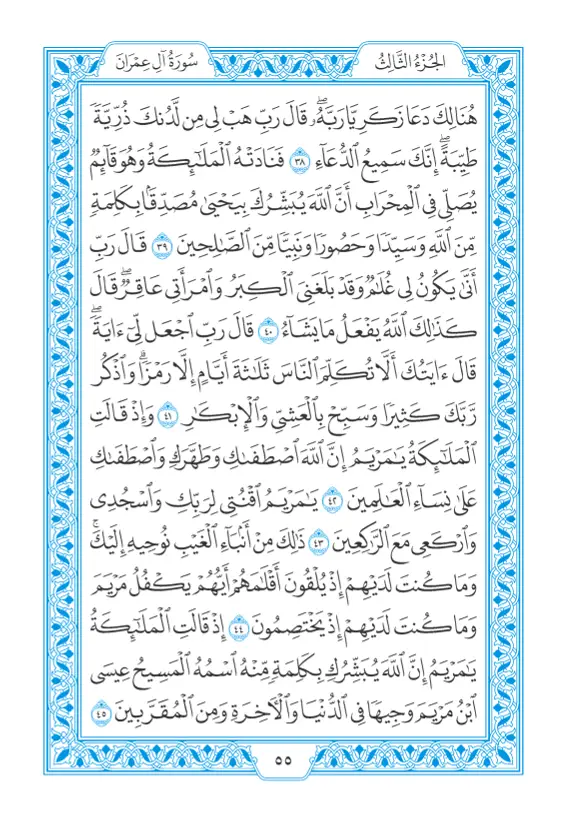 الجُزْءُ الثَّالِثُ
سُورَةُ آلِ عِمْرَانَ
هُنَالِكَ دَعَا زَكَرِيَّا رَبَّهُۥۖ قَالَ رَبِّ هَبْ لِي مِن لَّدُنكَ ذُرِّيَّةٗ
طَيِّبَةًۖ إِنَّكَ سَمِيعُ ٱلدُّعَآءِ ٣٨ فَنَادَتْهُ ٱلْمَلَٰٓئِكَةُ وَهُوَ قَآئِمٞ
يُصَلِّي فِي ٱلْمِحْرَابِ أَنَّ ٱللَّهَ يُبَشِّرُكَ بِيَحْيَىٰ مُصَدِّقَۢا بِكَلِمَةٖ
مِّنَ ٱللَّهِ وَسَيِّدٗا وَحَصُورٗا وَنَبِيّٗا مِّنَ ٱلصَّٰلِحِينَ ٣٩ قَالَ رَبِّ
أَنَّىٰ يَكُونُ لِي غُلَٰمٞ وَقَدْ بَلَغَنِيَ ٱلْكِبَرُ وَٱمْرَأَتِي عَاقِرٞۖ قَالَ
كَذَٰلِكَ ٱللَّهُ يَفْعَلُ مَا يَشَآءُ ٤٠ قَالَ رَبِّ ٱجْعَل لِّيٓ ءَايَةٗۖ
قَالَ ءَايَتُكَ أَلَّا تُكَلِّمَ ٱلنَّاسَ ثَلَٰثَةَ أَيَّامٍ إِلَّا رَمْزٗاۗ وَٱذْكُر
رَّبَّكَ كَثِيرٗا وَسَبِّحْ بِٱلْعَشِيِّ وَٱلْإِبْكَٰرِ ٤١ وَإِذْ قَالَتِ
ٱلْمَلَٰٓئِكَةُ يَٰمَرْيَمُ إِنَّ ٱللَّهَ ٱصْطَفَىٰكِ وَطَهَّرَكِ وَٱصْطَفَىٰكِ
عَلَىٰ نِسَآءِ ٱلْعَٰلَمِينَ ٤٢ يَٰمَرْيَمُ ٱقْنُتِي لِرَبِّكِ وَٱسْجُدِي
وَٱرْكَعِي مَعَ ٱلرَّٰكِعِينَ ٤٣ ذَٰلِكَ مِنْ أَنۢبَآءِ ٱلْغَيْبِ نُوحِيهِ إِلَيْكَۚ
وَمَا كُنتَ لَدَيْهِمْ إِذْ يُلْقُونَ أَقْلَٰمَهُمْ أَيُّهُمْ يَكْفُلُ مَرْيَمَ
وَمَا كُنتَ لَدَيْهِمْ إِذْ يَخْتَصِمُونَ ٤٤ إِذْ قَالَتِ ٱلْمَلَٰٓئِكَةُ
يَٰمَرْيَمُ إِنَّ ٱللَّهَ يُبَشِّرُكِ بِكَلِمَةٖ مِّنْهُ ٱسْمُهُ ٱلْمَسِيحُ عِيسَى
ٱبْنُ مَرْيَمَ وَجِيهٗا فِي ٱلدُّنْيَا وَٱلْأٓخِرَةِ وَمِنَ ٱلْمُقَرَّبِينَ ٤٥
٥٥